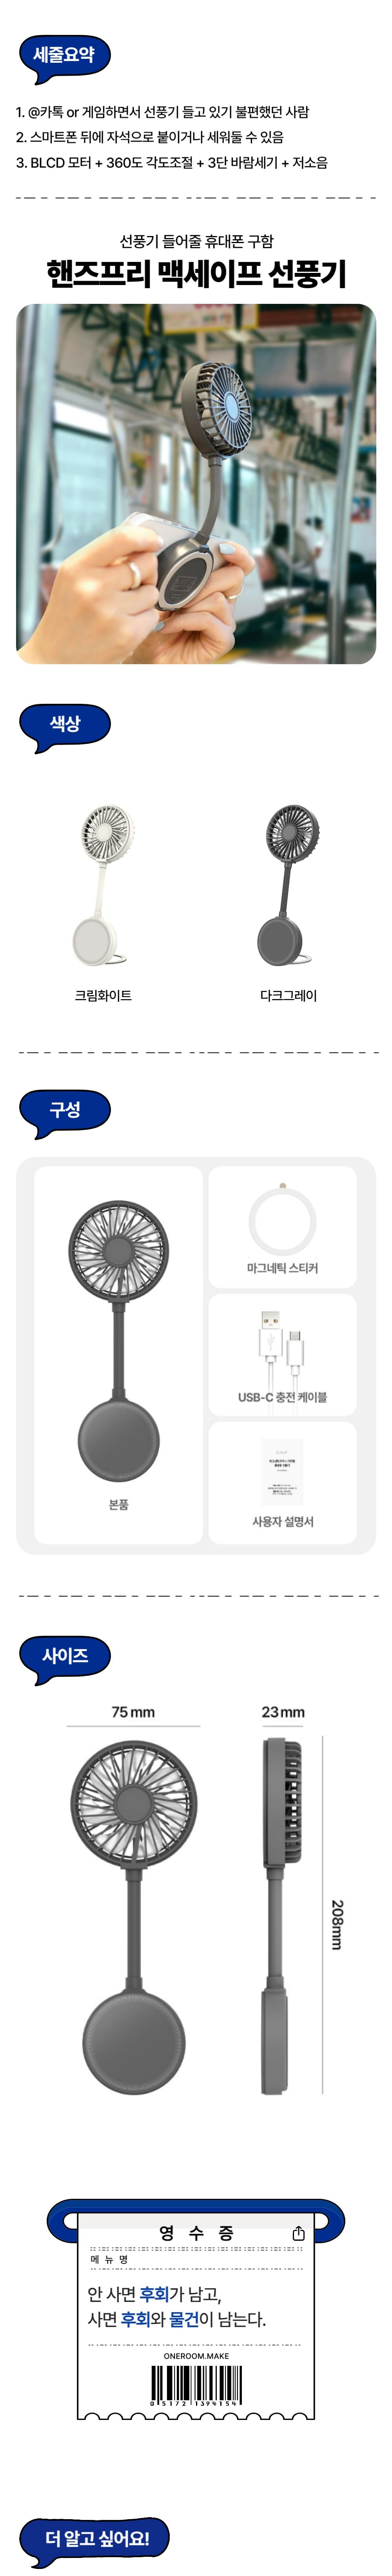 세줄요약
1. @카톡 or 게임하면서 선풍기 들고 있기 불편했던 사람
2. 스마트폰 뒤에 자석으로 붙이거나 세워둘 수 있음
3. BLCD 모터 + 360도 각도조절 + 3단 바람세기 + 저소음
선풍기 들어줄 휴대폰 구함
핸즈프리 맥세이프 선풍기
색상
크림화이트
다크그레이
구성
본품
마그네틱 스티커
USB-C 충전 케이블
사용자 설명서
사이즈
75 mm
23 mm
208mm
영 수 증
메 뉴 명
안 사면 후회가 남고,
사면 후회와 물건이 남는다.
ONEROOM.MAKE
0 5172 1394154
더 알고 싶어요!